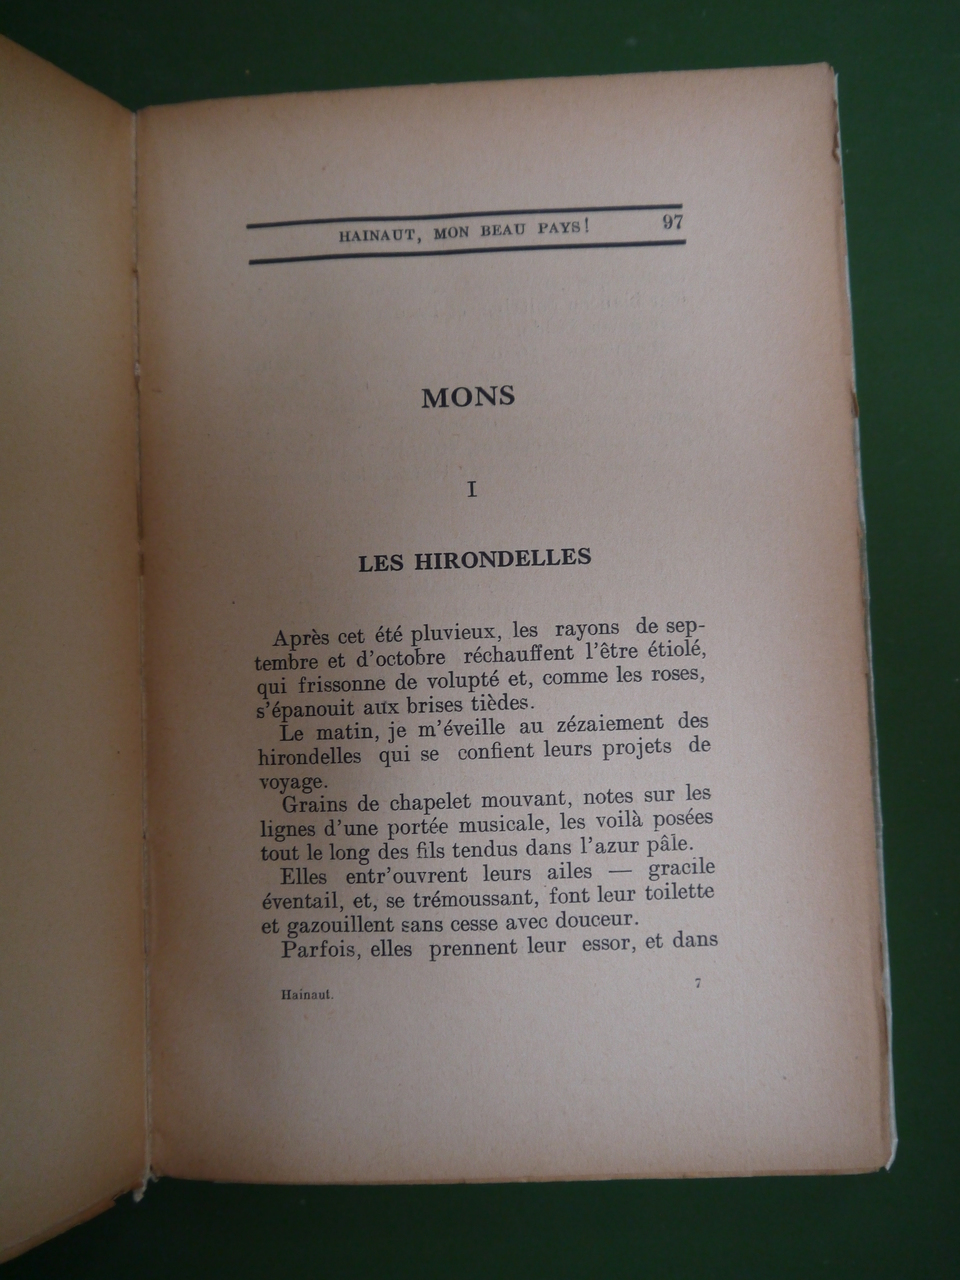 HAINAUT, MON BEAU PAYS! 97
MONS
I
LES HIRONDELLES
Après cet été pluvieux, les rayons de sep-
tembre et d'octobre réchauffent l'être étiolé,
qui frissonne de volupté et, comme les roses,
s'épanouit aux brises tièdes.
Le matin, je m'éveille au zézaiement des
hirondelles qui se confient leurs projets de
voyage.
Grains de chapelet mouvant, notes sur les
lignes d'une portée musicale, les voilà posées
tout le long des fils tendus dans l'azur pâle.
Elles entr'ouvrent leurs ailes — gracile
éventail, et, se trémoussant, font leur toilette
et gazouillent sans cesse avec douceur.
Parfois, elles prennent leur essor, et dans
Hainaut. 7